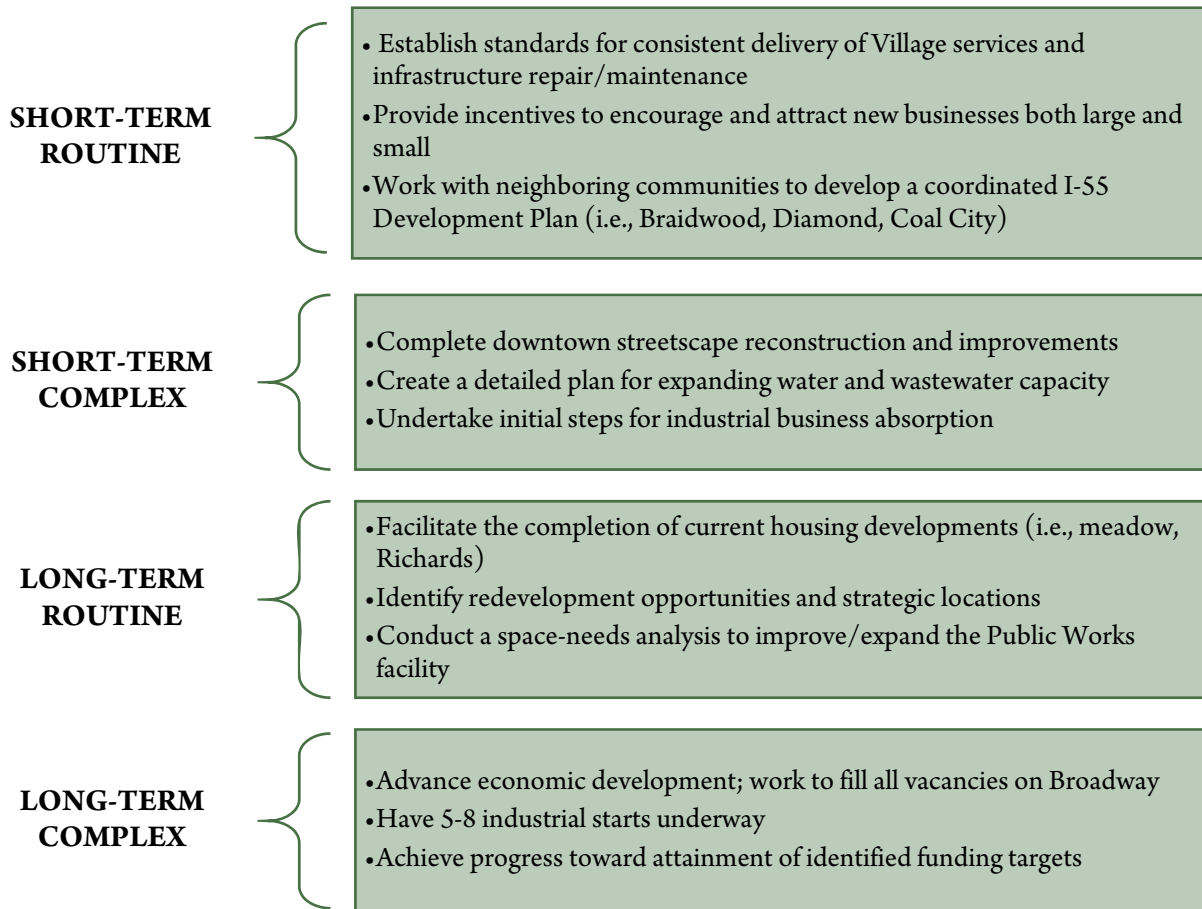 SHORT-TERM
ROUTINE
• Establish standards for consistent delivery of Village services and
infrastructure repair/maintenance
•Provide incentives to encourage and attract new businesses both large and
small
•Work with neighboring communities to develop a coordinated I-55
Development Plan (i.e., Braidwood, Diamond, Coal City)
SHORT-TERM
COMPLEX
•Complete downtown streetscape reconstruction and improvements
•Create a detailed plan for expanding water and wastewater capacity
•Undertake initial steps for industrial business absorption
LONG-TERM
ROUTINE
•Facilitate the completion of current housing developments (i.e., meadow,
Richards)
•Identify redevelopment opportunities and strategic locations
•Conduct a space-needs analysis to improve/expand the Public Works
facility
LONG-TERM
COMPLEX
•Advance economic development; work to fill all vacancies on Broadway
•Have 5-8 industrial starts underway
•Achieve progress toward attainment of identified funding targets